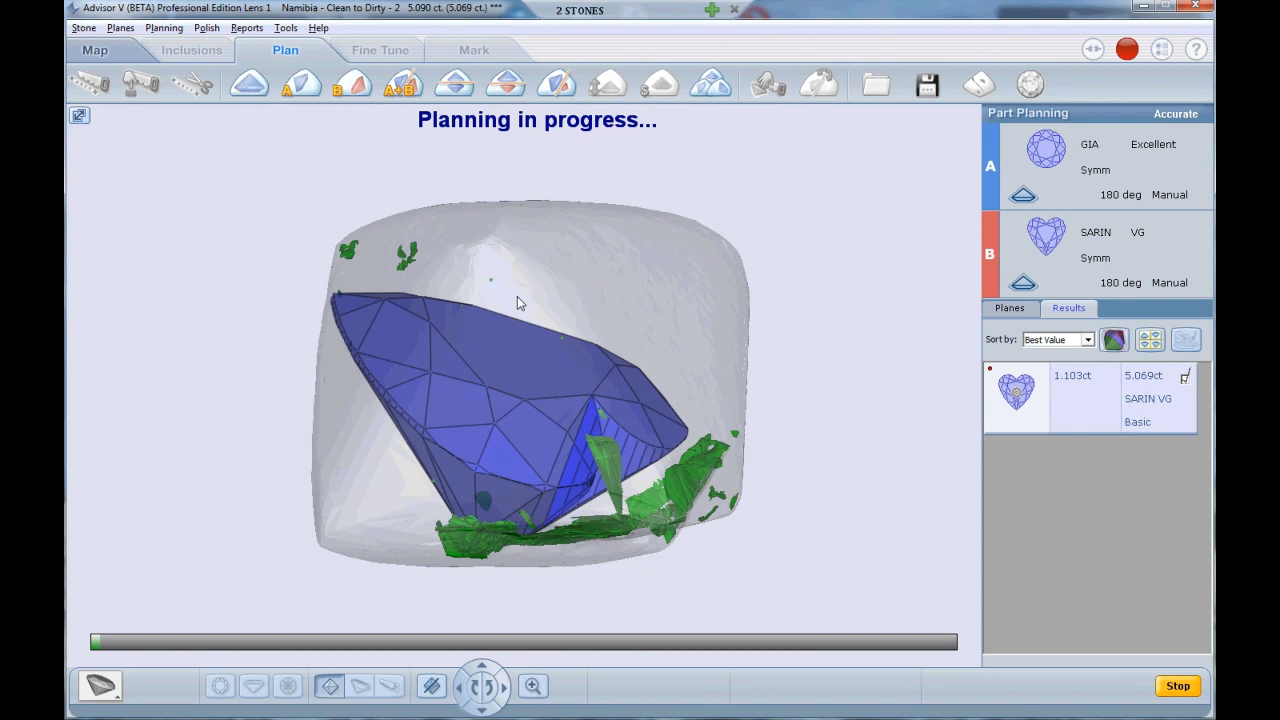 Advisor V (BETA) Professional Edition Lens 1 Namibia - Clean to Dirty - 2 5.090 ct. (5.069 ct.) ***
2 STONES
Stone Planes Planning Polish Reports Tools Help
Map Inclusions Plan Fine Tune Mark
A B A+B $
Planning in progress...
Part Planning Accurate
A
GIA Excellent
Symm
180 deg Manual
B
SARIN VG
Symm
180 deg Manual
Planes Results
Sort by: Best Value
1.103ct 5.069ct
SARIN VG
Basic
Stop